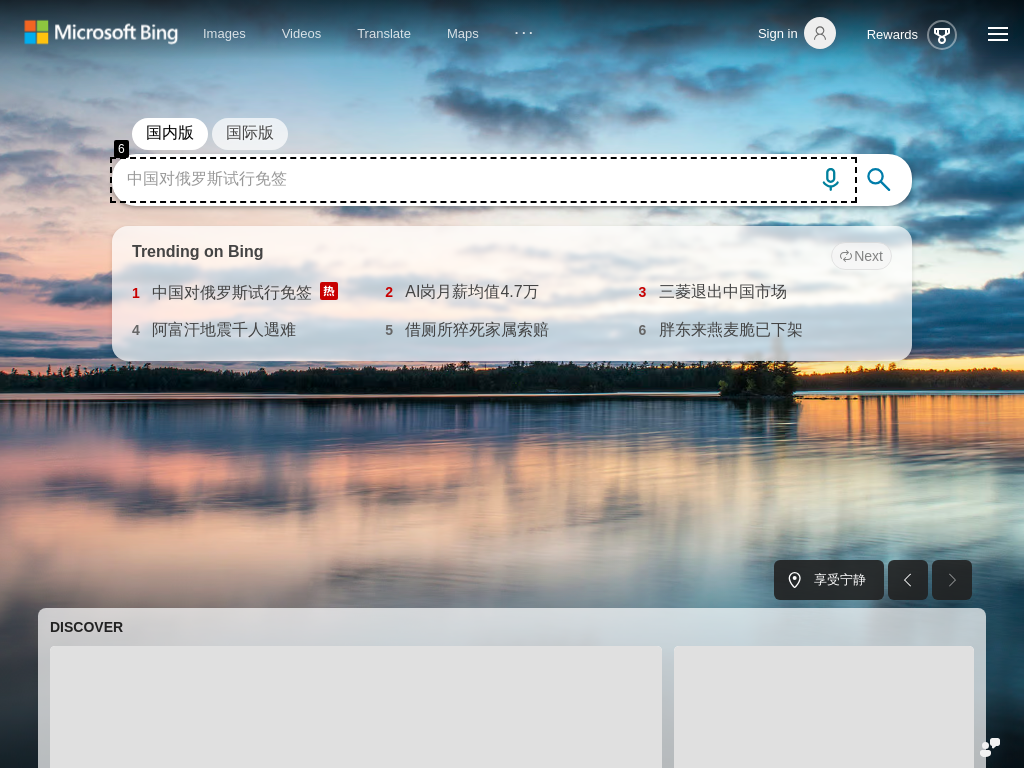 Microsoft Bing Images Videos Translate Maps ··· Sign in Rewards
国内版 国际版
6
中国对俄罗斯试行免签
Trending on Bing Next
1 中国对俄罗斯试行免签 热 2 AI岗月薪均值4.7万 3 三菱退出中国市场
4 阿富汗地震千人遇难 5 借厕所猝死家属索赔 6 胖东来燕麦脆已下架
享受宁静
DISCOVER